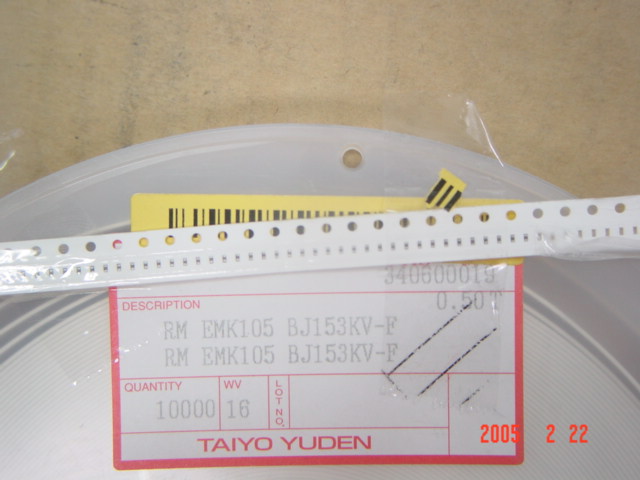 340600019
DESCRIPTION 0.50T
RM EMK105 BJ153KV-F
RM EMK105 BJ153KV-F
QUANTITY WV LOT NO.
10000 16
TAIYO YUDEN
2005 2 22